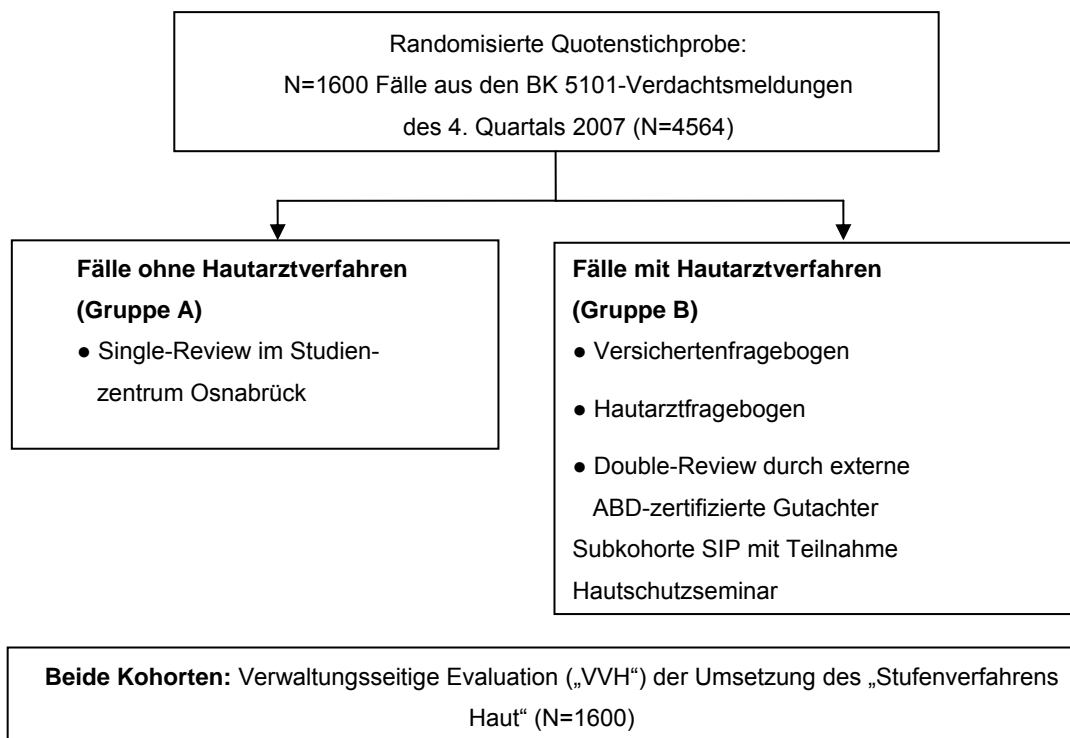 Randomisierte Quotenstichprobe:
N=1600 Fälle aus den BK 5101-Verdachtsmeldungen
des 4. Quartals 2007 (N=4564)
Fälle ohne Hautarztverfahren
(Gruppe A)
● Single-Review im Studien-
zentrum Osnabrück
Fälle mit Hautarztverfahren
(Gruppe B)
● Versichertenfragebogen
● Hautarztfragebogen
● Double-Review durch externe
ABD-zertifizierte Gutachter
Subkohorte SIP mit Teilnahme
Hautschutzseminar
Beide Kohorten: Verwaltungsseitige Evaluation („VVH“) der Umsetzung des „Stufenverfahrens
Haut“ (N=1600)